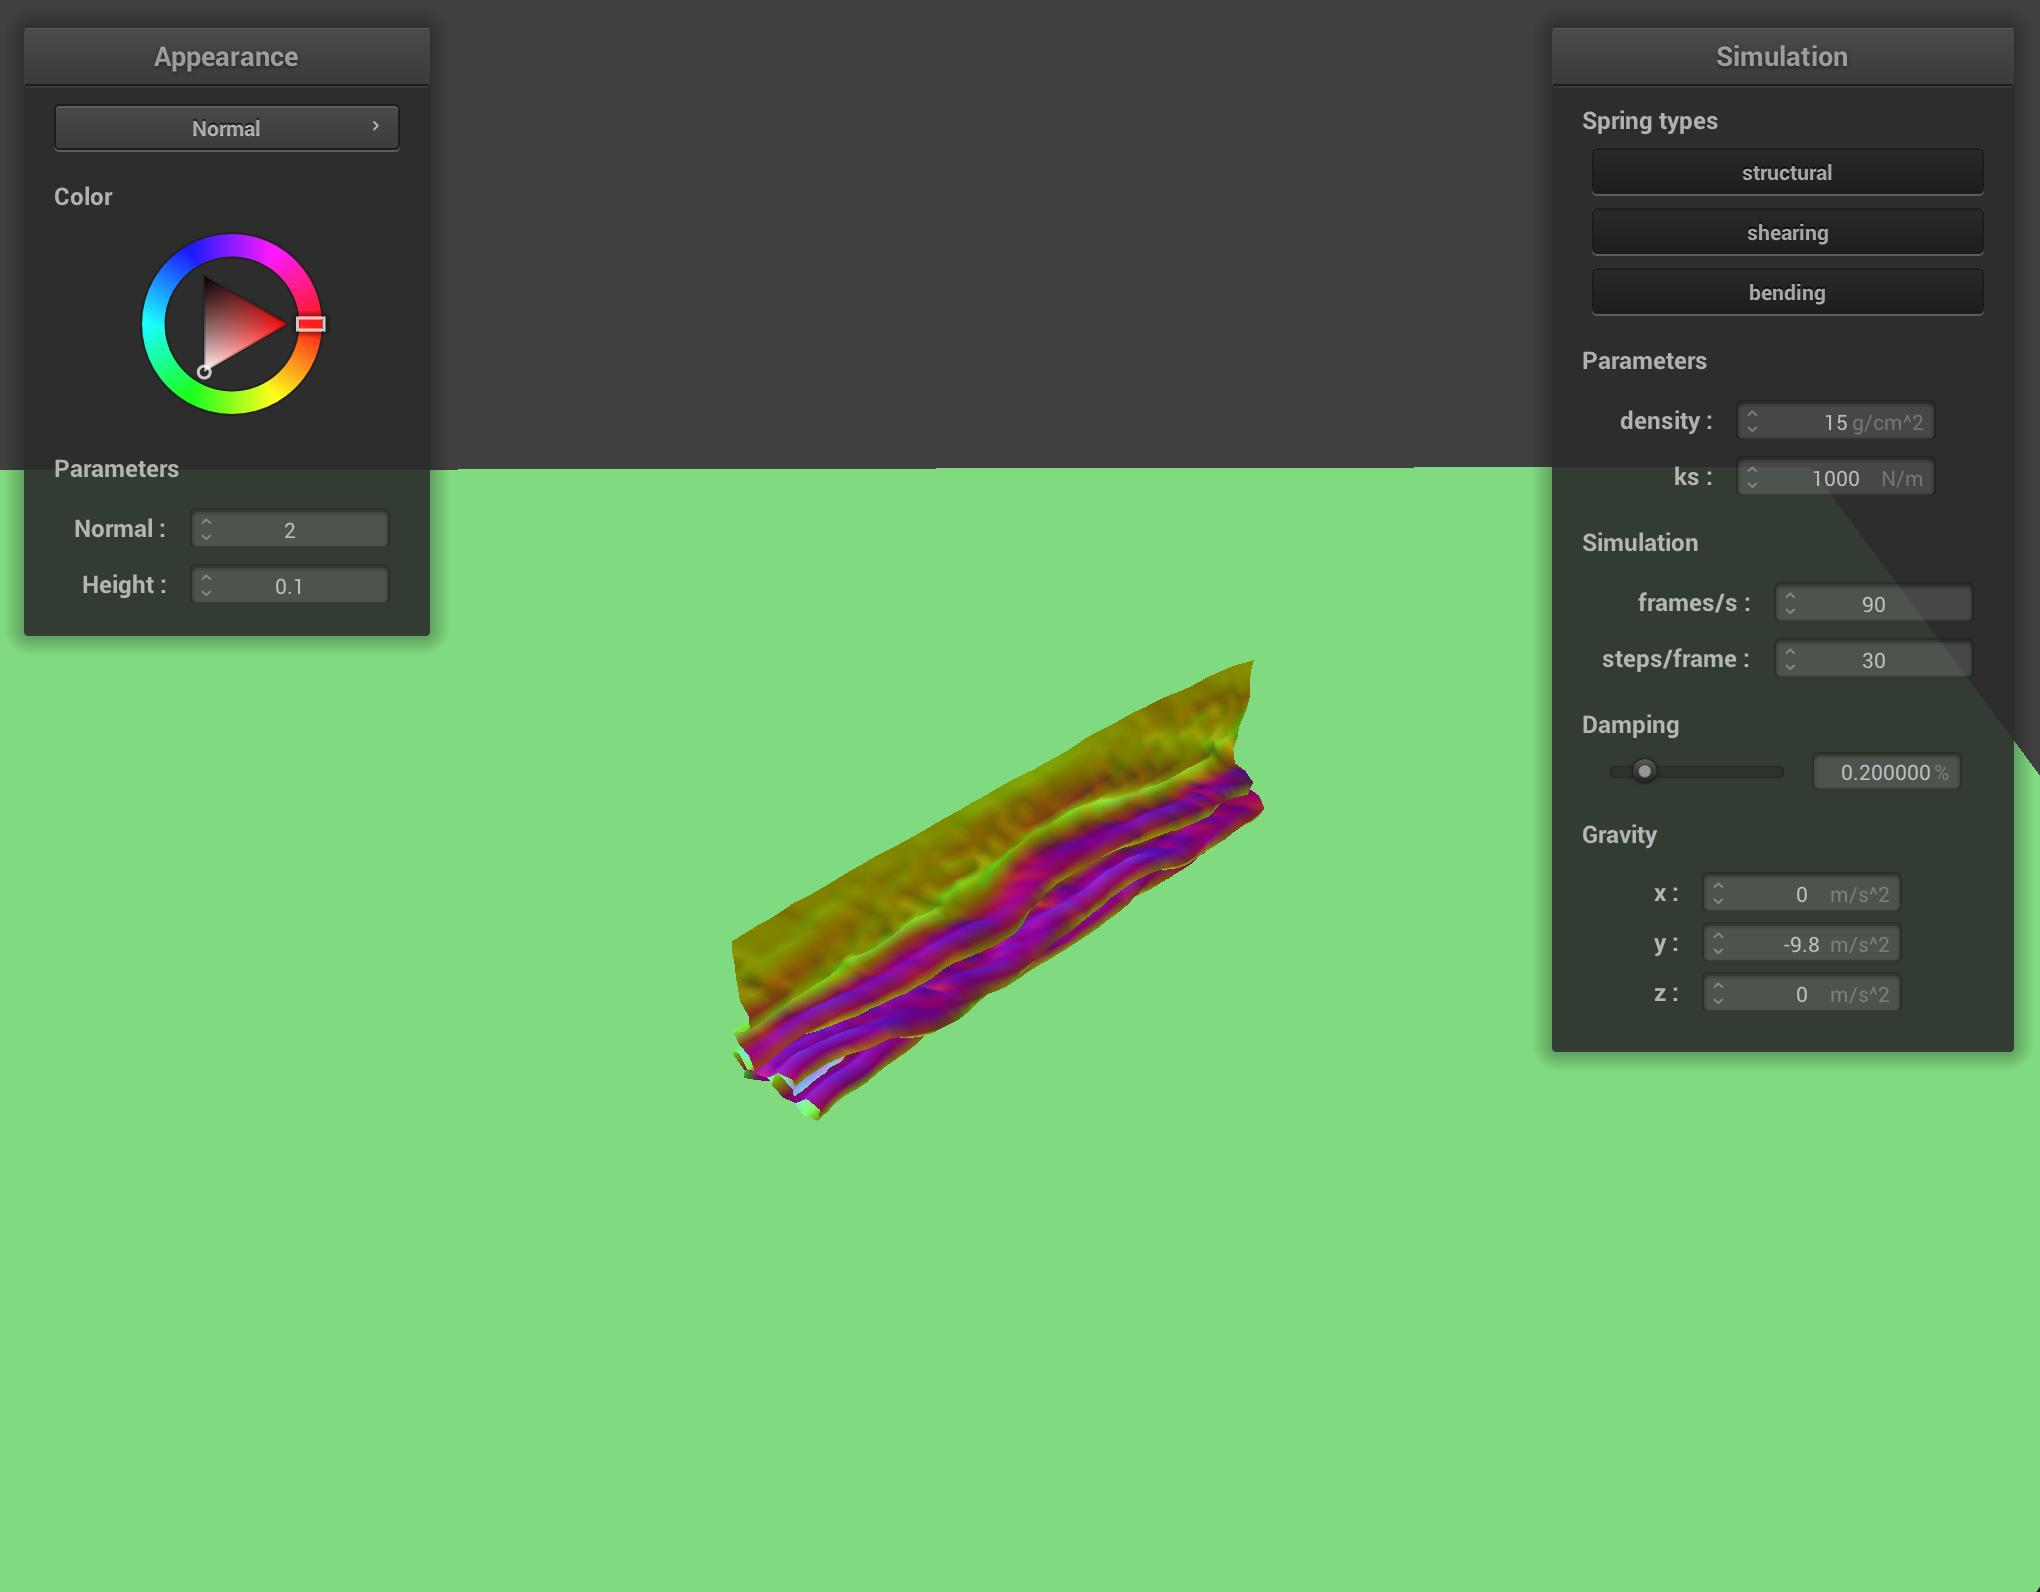 Appearance
Normal
Color
Parameters
Normal : 2
Height : 0.1
Simulation
Spring types
structural
shearing
bending
Parameters
density : 15 g/cm^2
ks : 1000 N/m
Simulation
frames/s : 90
steps/frame : 30
Damping
0.200000 %
Gravity
x : 0 m/s^2
y : -9.8 m/s^2
z : 0 m/s^2